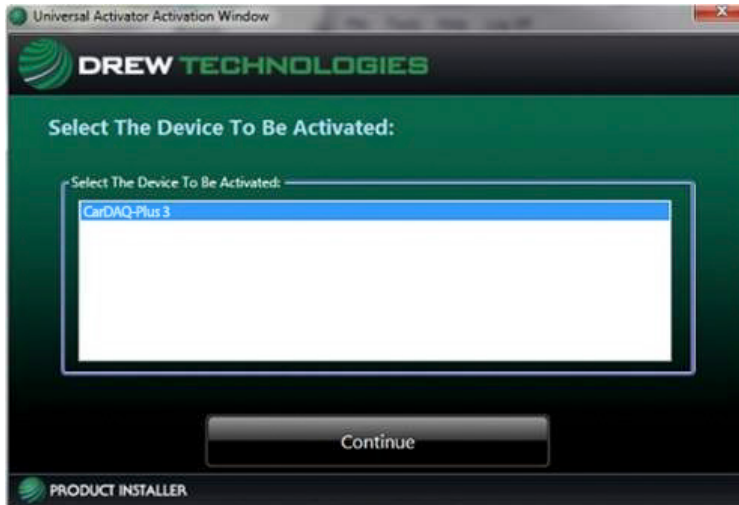 Universal Activator Activation Window
DREW TECHNOLOGIES
Select The Device To Be Activated:
Select The Device To Be Activated:
CarDAQ-Plus 3
Continue
PRODUCT INSTALLER